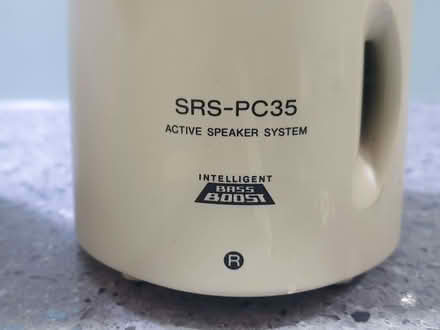 SRS-PC35
ACTIVE SPEAKER SYSTEM
INTELLIGENT
BASS
BOOST
R